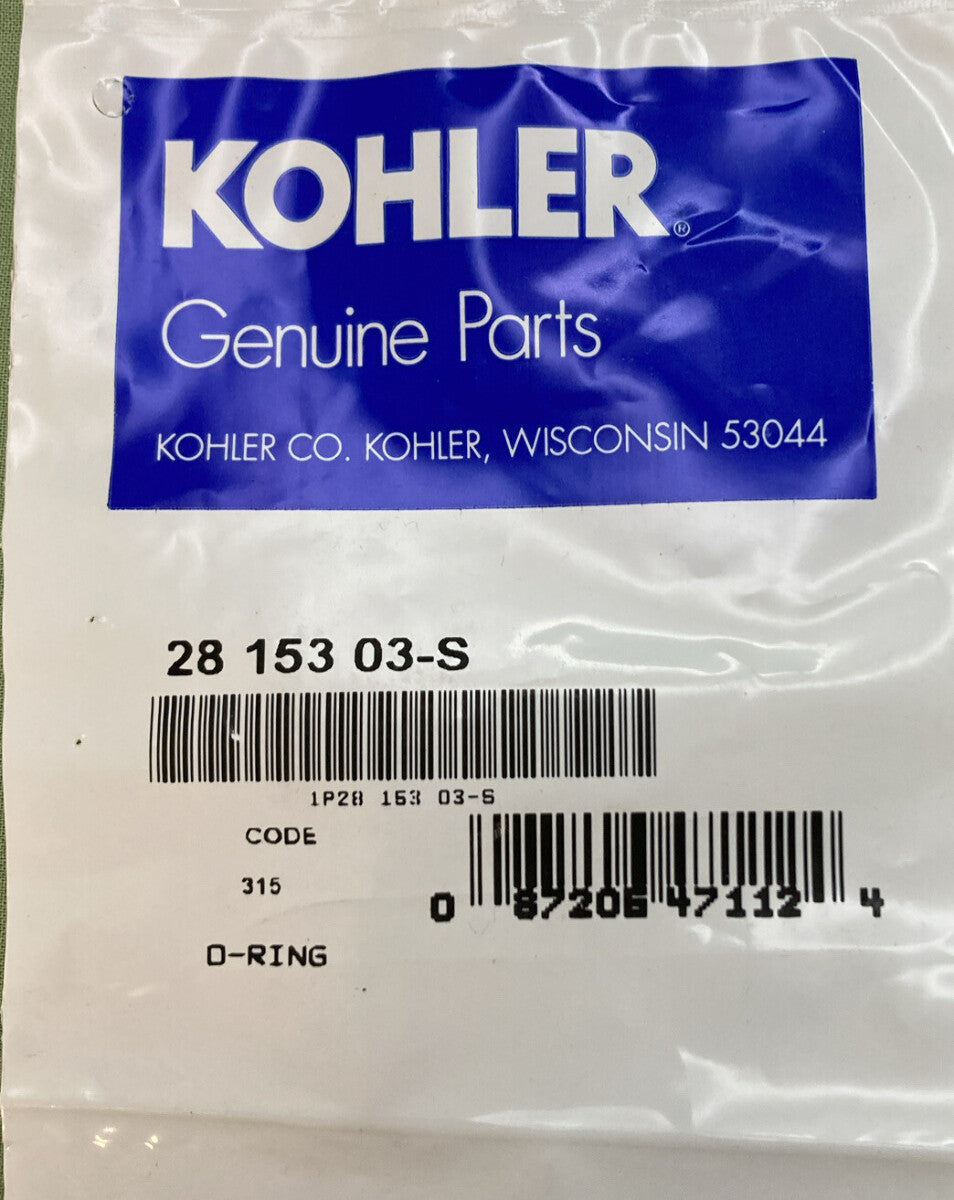 KOHLER®
Genuine Parts
KOHLER CO. KOHLER, WISCONSIN 53044
28 153 03-S
1P28 153 03-S
CODE
315
0 87206 47112 4
O-RING